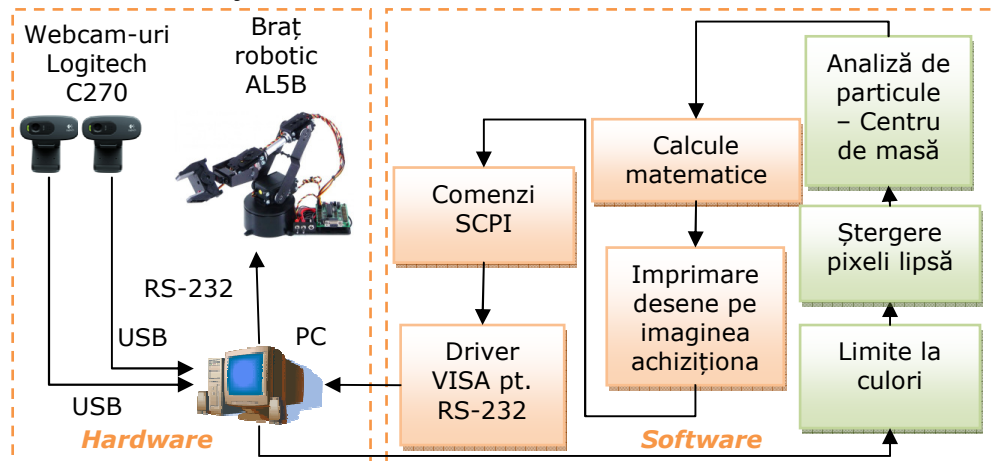 Webcam-uri
Logitech
C270
Braț
robotic
AL5B
RS-232
USB
USB
PC
Hardware
Comenzi
SCPI
Driver
VISA pt.
RS-232
Calcule
matematice
Imprimare
desene pe
imaginea
achiziționa
Analiză de
particule
– Centru
de masă
Ștergere
pixeli lipsă
Limite la
culori
Software